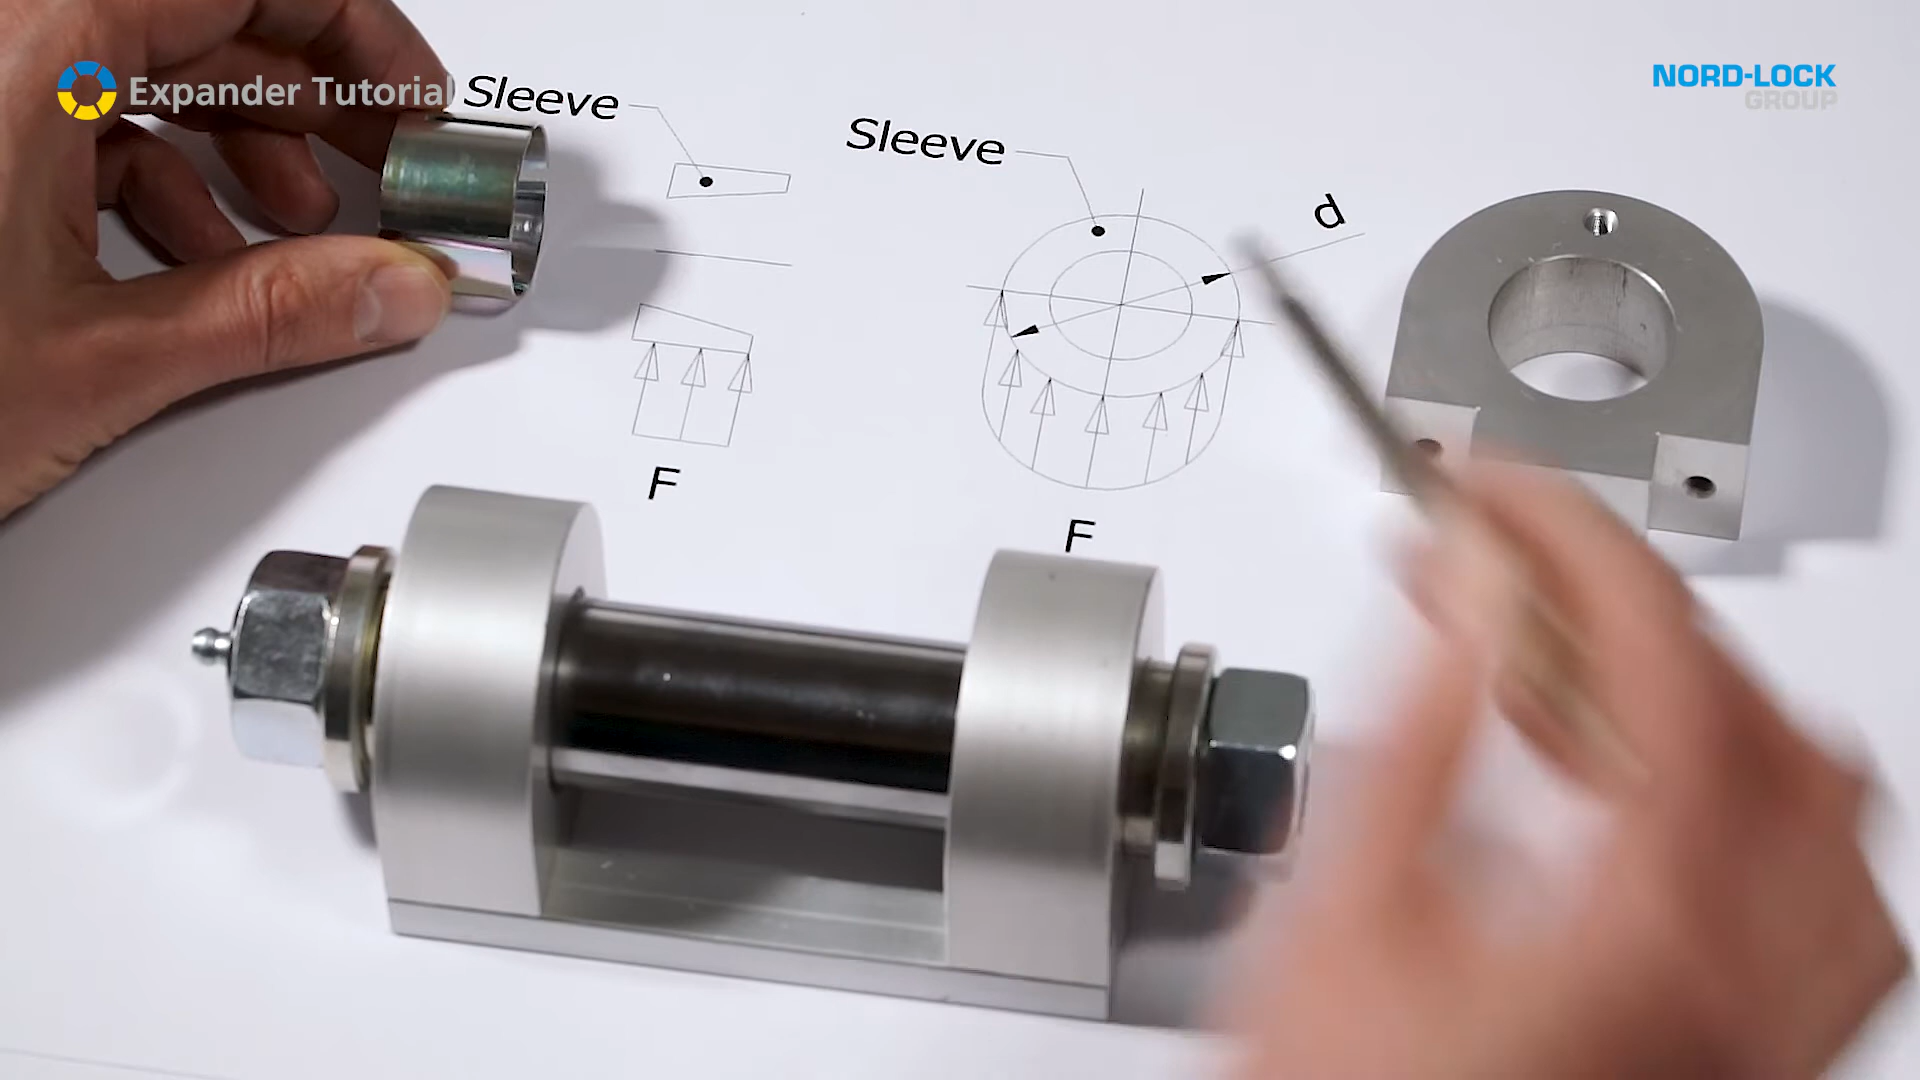 Expander Tutorial
NORD-LOCK
GROUP
Sleeve
Sleeve
d
F
F